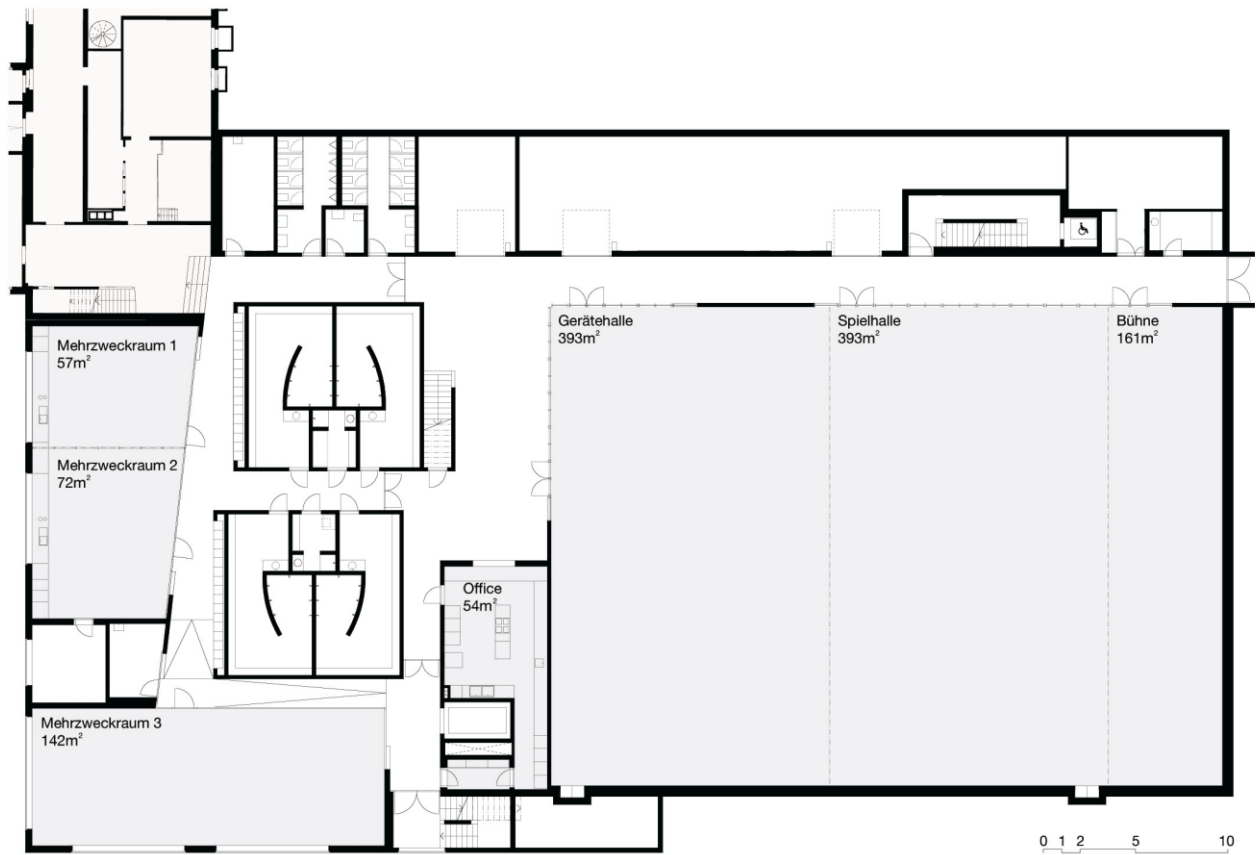 Gerätehalle
393m²
Spielhalle
393m²
Bühne
161m²
Mehrzweckraum 1
57m²
Mehrzweckraum 2
72m²
Office
54m²
Mehrzweckraum 3
142m²
0 1 2 5 10